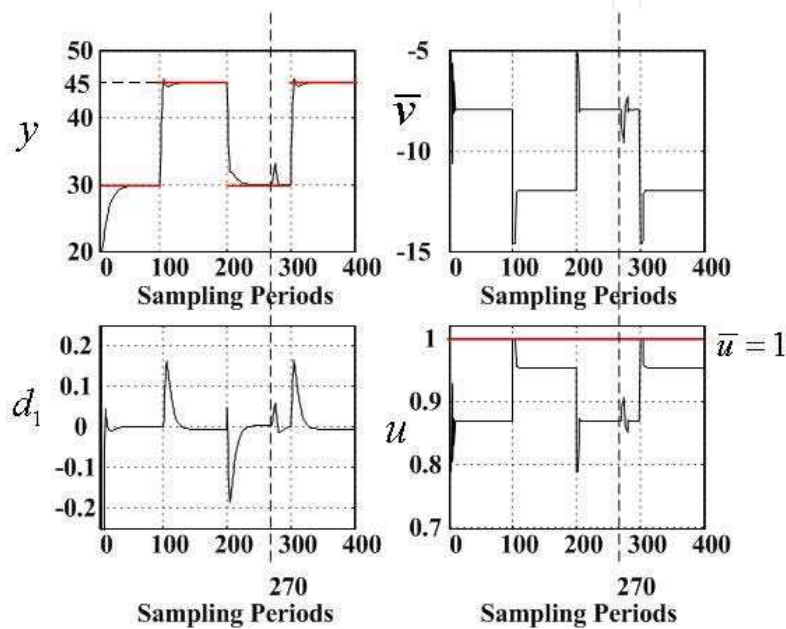 50
45
40
30
20
y
0 100 200 300 400
Sampling Periods
-5
-10
-15
v̅
0 100 200 300 400
Sampling Periods
0.2
0.1
0
-0.1
-0.2
d₁
0 100 200 300 400
270
Sampling Periods
1
0.9
0.8
0.7
u
u̅ = 1
0 100 200 300 400
270
Sampling Periods